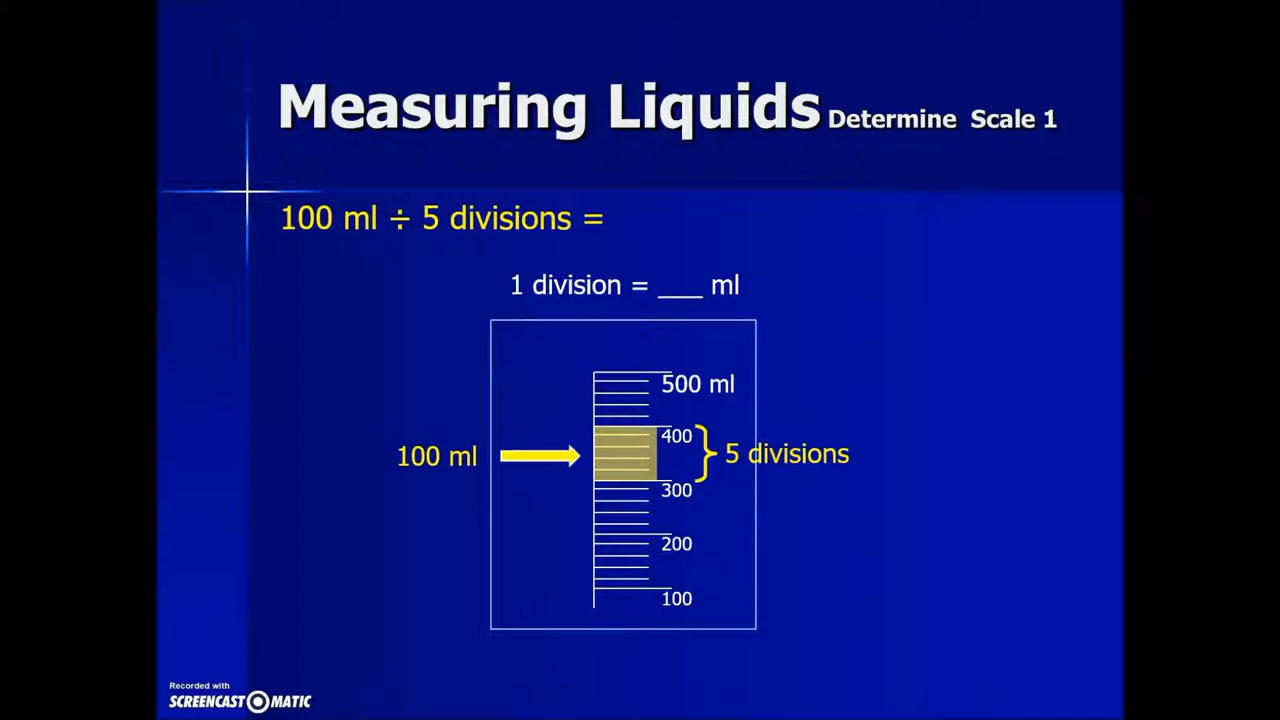 Measuring Liquids Determine Scale 1
100 ml ÷ 5 divisions =
1 division = ___ ml
500 ml
400
100 ml
5 divisions
300
200
100
Recorded with
SCREENCAST O MATIC